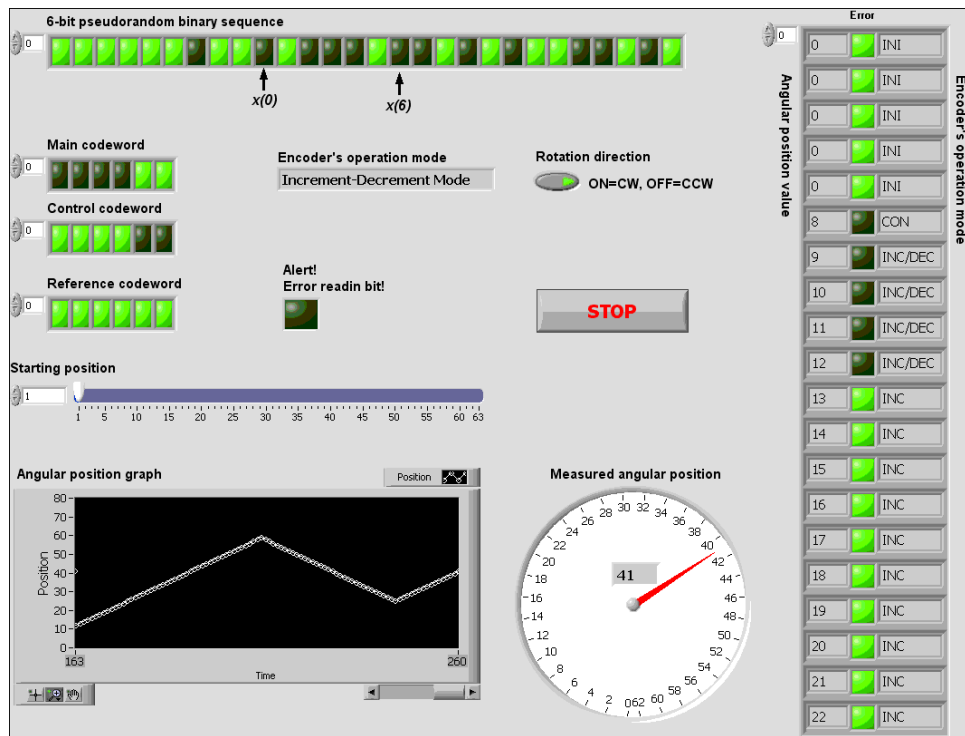 6-bit pseudorandom binary sequence
0
x(0)
x(6)
Main codeword
0
Control codeword
0
Reference codeword
0
Encoder's operation mode
Increment-Decrement Mode
Rotation direction
ON=CW, OFF=CCW
Alert!
Error readin bit!
STOP
Starting position
1
1 5 10 15 20 25 30 35 40 45 50 55 60 63
Angular position graph
Position
80
70
60
50
40
30
20
10
0
Position
163
260
Time
Measured angular position
41
0 2 4 6 8 10 12 14 16 18 20 22 24 26 28 30 32 34 36 38 40 42 44 46 48 50 52 54 56 58 60 62
Error
0
Angular position value
Encoder's operation mode
0 INI
0 INI
0 INI
0 INI
0 INI
8 CON
9 INC/DEC
10 INC/DEC
11 INC/DEC
12 INC/DEC
13 INC
14 INC
15 INC
16 INC
17 INC
18 INC
19 INC
20 INC
21 INC
22 INC